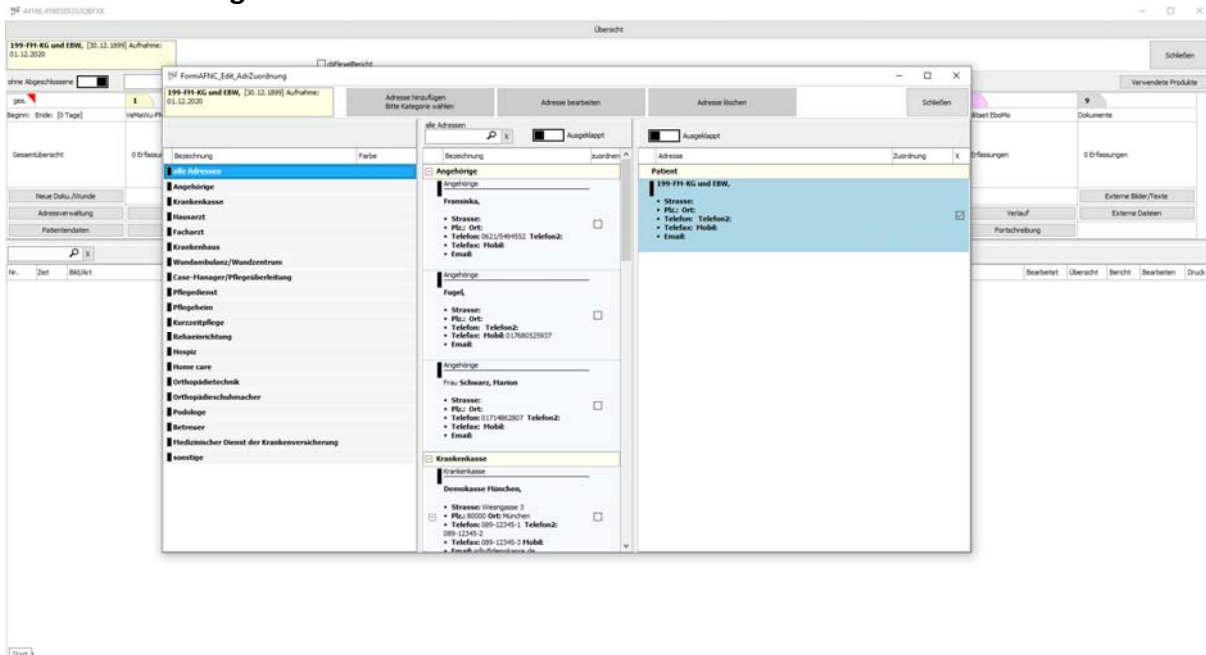 Übersicht
199-FM-KG und EBW, [30.12.1899] Aufnahme:
01.12.2020
Schließen
ohne Abgeschlossene
Verwendete Produkte
ges.
1
9
Beginn: Ende: [0 Tage]
Dokumente
Gesamtübersicht
0 Erfassungen
Neue Doku./Wunde
Externe Bilder/Texte
Adressverwaltung
Verlauf
Externe Dateien
Patientendaten
Fortschreibung
x
Nr. Zeit Bild/Art
Bearbeitet Übersicht Bericht Bearbeiten Druck
Start
FormAFNC_Edit_AdrZuordnung
199-FM-KG und EBW, [30.12.1899] Aufnahme:
01.12.2020
Adresse hinzufügen
Bitte Kategorie wählen
Adresse bearbeiten
Adresse löschen
Schließen
Bezeichnung Farbe
alle Adressen
Angehörige
Krankenkasse
Hausarzt
Facharzt
Krankenhaus
Wundambulanz/Wundzentrum
Case-Manager/Pflegeüberleitung
Pflegedienst
Pflegeheim
Kurzzeitpflege
Rehaeinrichtung
Hospiz
Home care
Orthopädietechnik
Orthopädieschuhmacher
Podologe
Betreuer
Medizinischer Dienst der Krankenversicherung
sonstige
alle Adressen
x
Ausgeklappt
Bezeichnung zuordnen
Angehörige
Angehörige
Fransiska,
• Strasse:
• Plz.: Ort:
• Telefon: 0621/5494552 Telefon2:
• Telefax: Mobil:
• Email:
Angehörige
Fugel,
• Strasse:
• Plz.: Ort:
• Telefon: Telefon2:
• Telefax: Mobil: 017680525937
• Email:
Angehörige
Frau Schwarz, Marion
• Strasse:
• Plz.: Ort:
• Telefon: 01714862807 Telefon2:
• Telefax: Mobil:
• Email:
Krankenkasse
Krankenkasse
Demokasse München,
• Strasse: Wiesngasse 3
• Plz.: 80000 Ort: München
• Telefon: 089-12345-1 Telefon2:
089-12345-2
• Telefax: 089-12345-3 Mobil:
• Email: info@demokasse.de
Ausgeklappt
Adresse Zuordnung X
Patient
199-FM-KG und EBW,
• Strasse:
• Plz.: Ort:
• Telefon: Telefon2:
• Telefax: Mobil:
• Email: